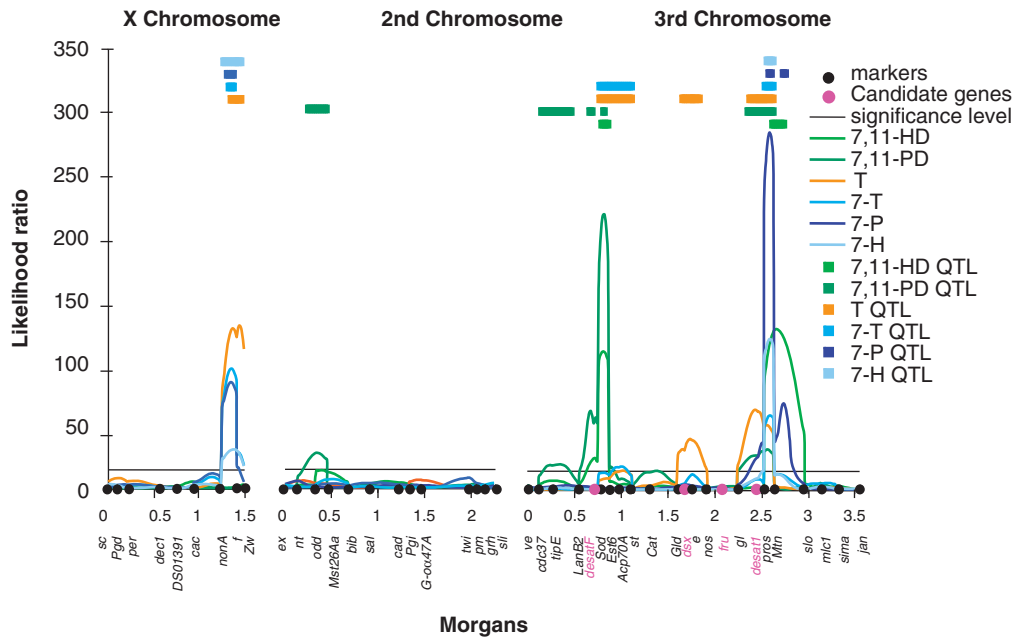 X Chromosome 2nd Chromosome 3rd Chromosome
Likelihood ratio
350
300
250
200
150
100
50
0
markers
Candidate genes
significance level
7,11-HD
7,11-PD
T
7-T
7-P
7-H
7,11-HD QTL
7,11-PD QTL
T QTL
7-T QTL
7-P QTL
7-H QTL
0 0.5 1 1.5 0 0.5 1 1.5 2 0 0.5 1 1.5 2 2.5 3 3.5
sc Pgd per dec1 DS01391 cac nonA f Zw ex nt odd Mst26Aa bib sal cad Pgi G-oα47A twi pm grh sli ve cdc37 tipE LanB2 desatF Sod Est6 Acp70A st Cat Gld dsx e nos fru gl desat1 pros Mtn slo mlc1 sima jan
Morgans